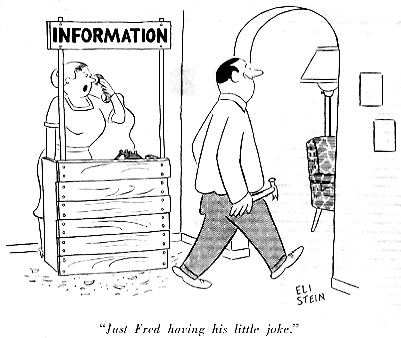 INFORMATION
ELI
STEIN
“Just Fred having his little joke.”